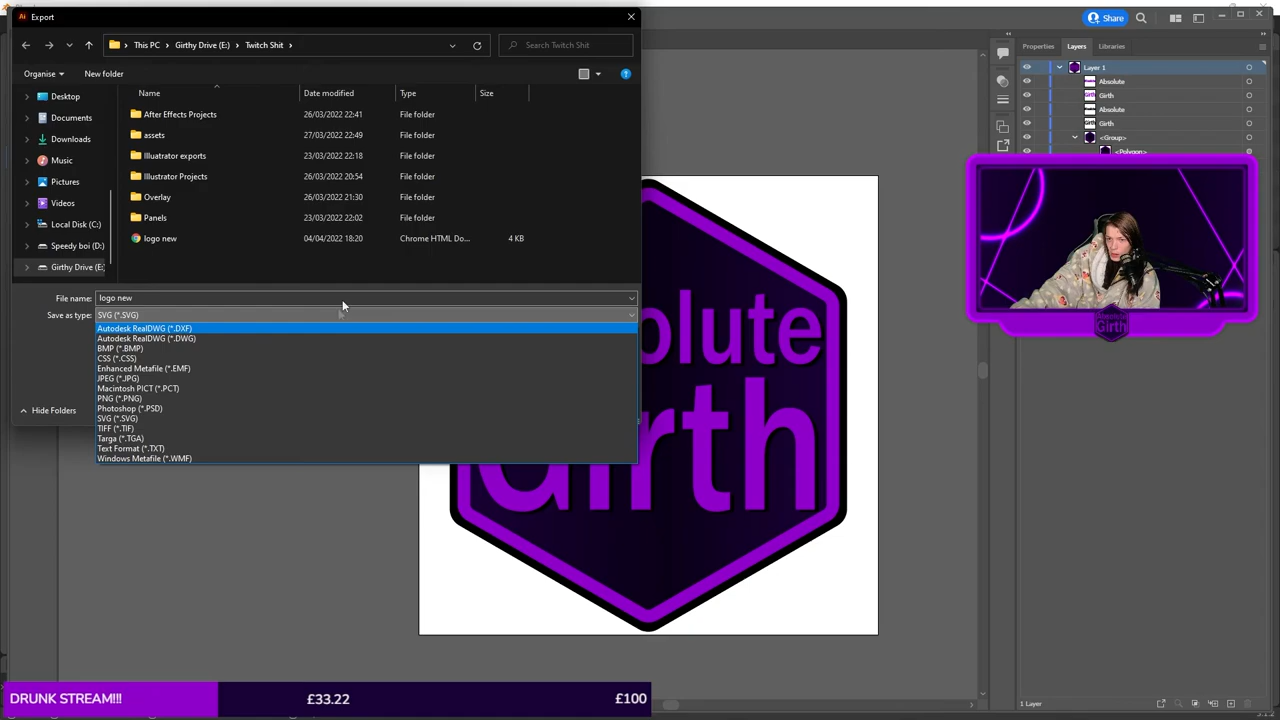 Export
Share
This PC
Girthy Drive (E:)
Twitch Shit
Search Twitch Shit
Properties
Layers
Libraries
Organise
New folder
Layer 1
Name
Date modified
Type
Size
Absolute
Desktop
After Effects Projects
26/03/2022 22:41
File folder
Girth
Documents
assets
27/03/2022 22:49
File folder
Absolute
Downloads
Illuatrator exports
23/03/2022 22:18
File folder
Girth
Music
Illustrator Projects
26/03/2022 20:54
File folder
<Group>
Pictures
Overlay
26/03/2022 21:30
File folder
<Polygon>
Videos
Panels
23/03/2022 22:02
File folder
Local Disk (C:)
logo new
04/04/2022 18:20
Chrome HTML Do...
4 KB
Speedy boi (D:)
Girthy Drive (E:
File name:
logo new
Save as type:
SVG (*.SVG)
Autodesk RealDWG (*.DXF)
Autodesk RealDWG (*.DWG)
BMP (*.BMP)
CSS (*.CSS)
Enhanced Metafile (*.EMF)
JPEG (*.JPG)
Macintosh PICT (*.PCT)
PNG (*.PNG)
Photoshop (*.PSD)
SVG (*.SVG)
TIFF (*.TIF)
Targa (*.TGA)
Text Format (*.TXT)
Windows Metafile (*.WMF)
Hide Folders
olute
Girth
Girth
1 Layer
DRUNK STREAM!!!
£33.22
£100